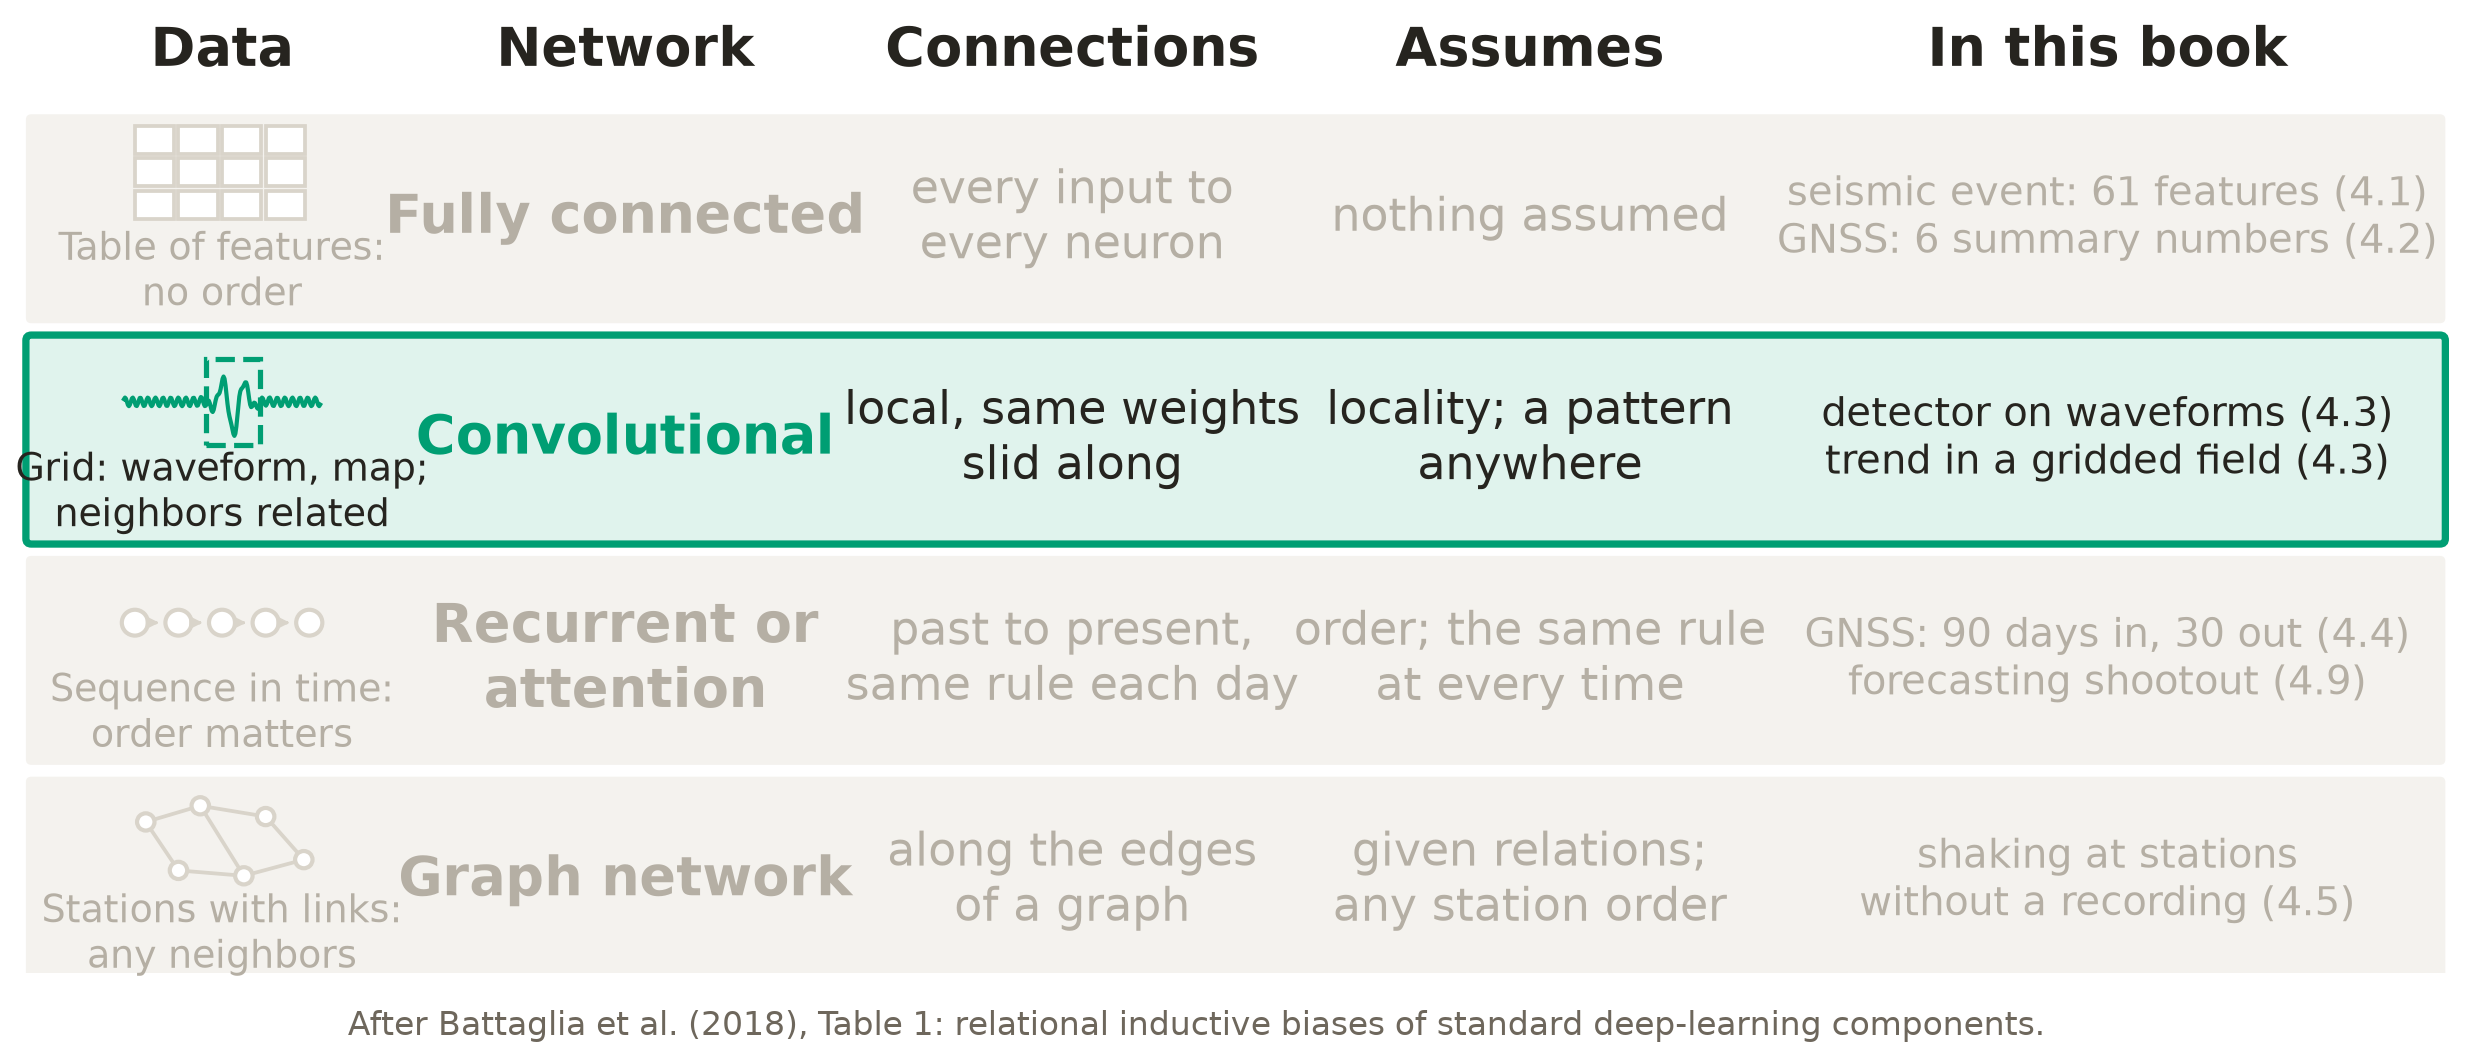 Data Network Connections Assumes In this book
Table of features:
no order
Fully connected
every input to
every neuron
nothing assumed
seismic event: 61 features (4.1)
GNSS: 6 summary numbers (4.2)
Grid: waveform, map;
neighbors related
Convolutional
local, same weights
slid along
locality; a pattern
anywhere
detector on waveforms (4.3)
trend in a gridded field (4.3)
Sequence in time:
order matters
Recurrent or
attention
past to present,
same rule each day
order; the same rule
at every time
GNSS: 90 days in, 30 out (4.4)
forecasting shootout (4.9)
Stations with links:
any neighbors
Graph network
along the edges
of a graph
given relations;
any station order
shaking at stations
without a recording (4.5)
After Battaglia et al. (2018), Table 1: relational inductive biases of standard deep-learning components.